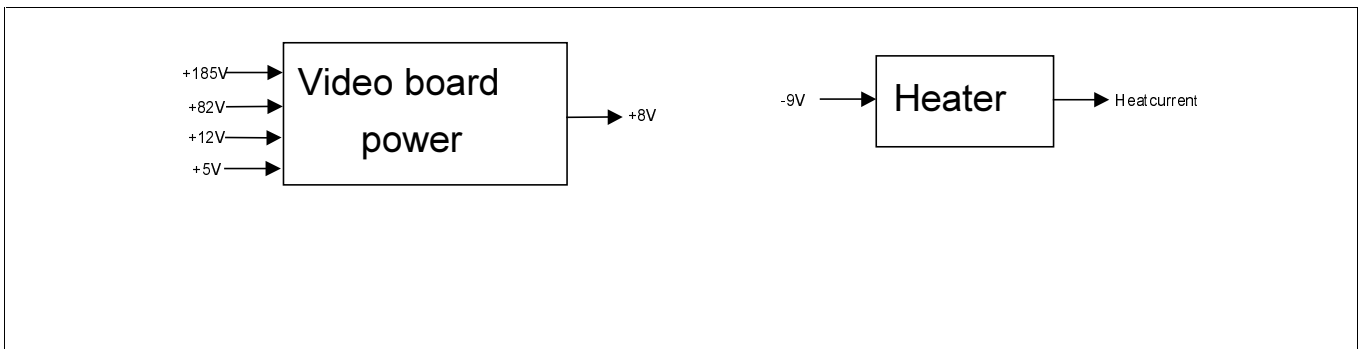 +185V
+82V
+12V
+5V
Video board
power
+8V
-9V
Heater
Heatcurrent